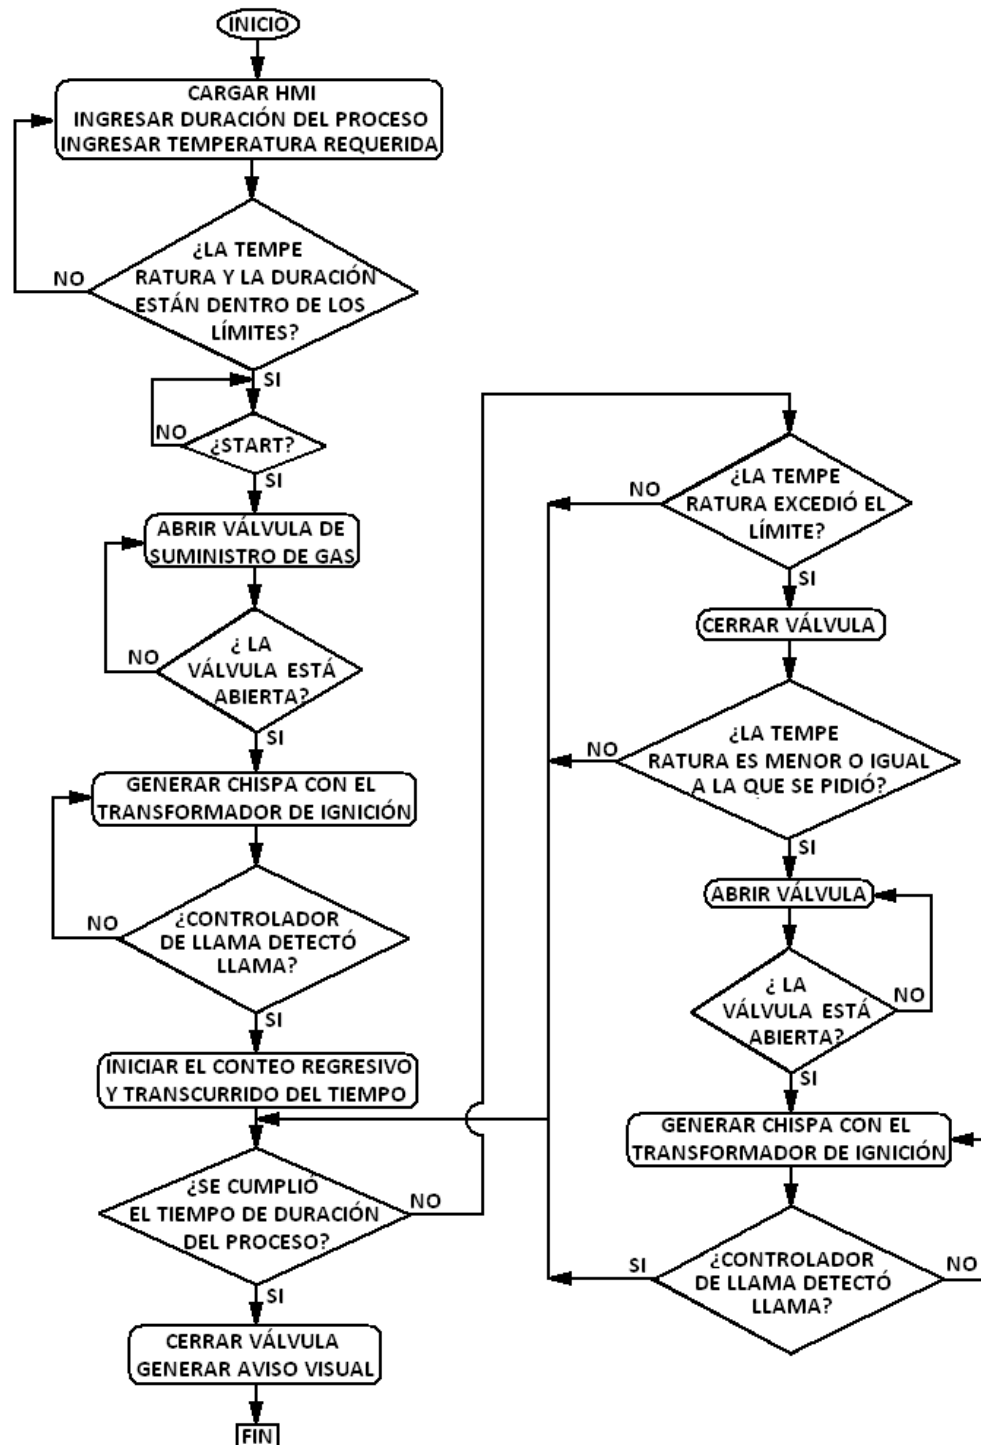 INICIO
CARGAR HMI
INGRESAR DURACIÓN DEL PROCESO
INGRESAR TEMPERATURA REQUERIDA
¿LA TEMPE
RATURA Y LA DURACIÓN
ESTÁN DENTRO DE LOS
LÍMITES?
NO
SI
¿START?
NO
SI
ABRIR VÁLVULA DE
SUMINISTRO DE GAS
¿ LA
VÁLVULA ESTÁ
ABIERTA?
NO
SI
GENERAR CHISPA CON EL
TRANSFORMADOR DE IGNICIÓN
¿CONTROLADOR
DE LLAMA DETECTÓ
LLAMA?
NO
SI
INICIAR EL CONTEO REGRESIVO
Y TRANSCURRIDO DEL TIEMPO
¿SE CUMPLIÓ
EL TIEMPO DE DURACIÓN
DEL PROCESO?
NO
SI
CERRAR VÁLVULA
GENERAR AVISO VISUAL
FIN
¿LA TEMPE
RATURA EXCEDIÓ EL
LÍMITE?
NO
SI
CERRAR VÁLVULA
¿LA TEMPE
RATURA ES MENOR O IGUAL
A LA QUE SE PIDIÓ?
NO
SI
ABRIR VÁLVULA
¿ LA
VÁLVULA ESTÁ
ABIERTA?
NO
SI
GENERAR CHISPA CON EL
TRANSFORMADOR DE IGNICIÓN
¿CONTROLADOR
DE LLAMA DETECTÓ
LLAMA?
SI
NO